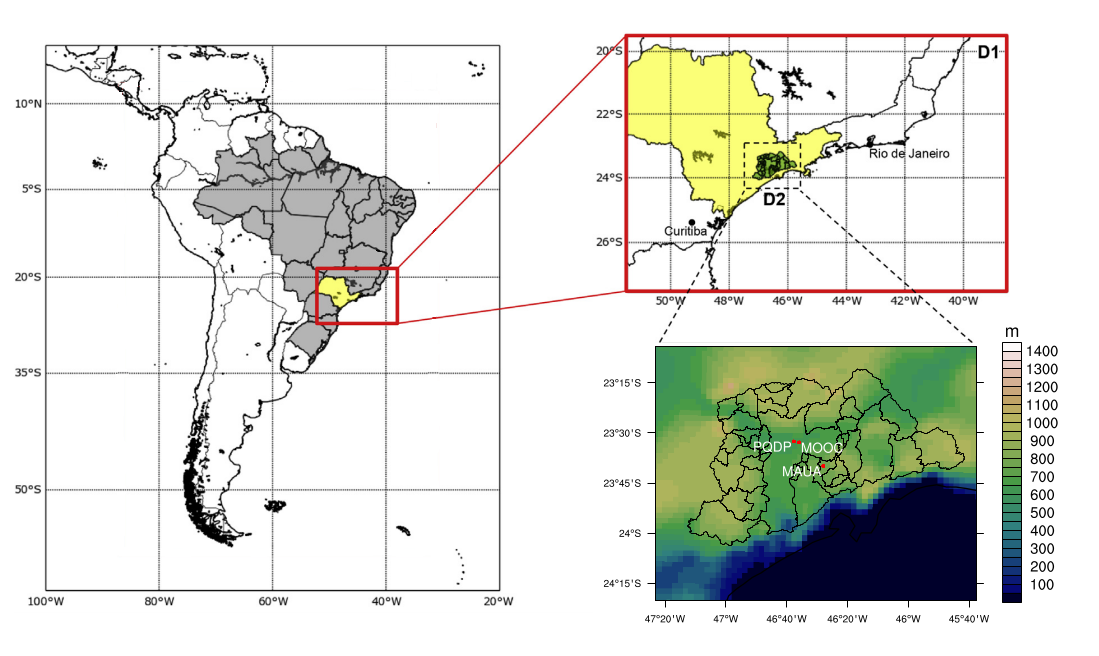 10°N
5°S
20°S
35°S
50°S
100°W
80°W
60°W
40°W
20°W
D1
20°S
22°S
24°S
26°S
Rio de Janeiro
D2
Curitiba
50°W
48°W
46°W
44°W
42°W
40°W
23°15'S
23°30'S
23°45'S
24°S
24°15'S
PQDP
MOOC
MAUA
47°20'W
47°W
46°40'W
46°20'W
46°W
45°40'W
m
1400
1300
1200
1100
1000
900
800
700
600
500
400
300
200
100